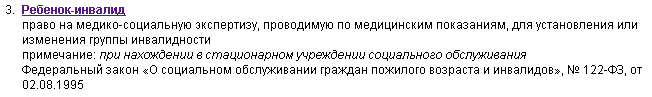 3. Ребенок-инвалид
право на медико-социальную экспертизу, проводимую по медицинским показаниям, для установления или
изменения группы инвалидности
примечание: при нахождении в стационарном учреждении социального обслуживания
Федеральный закон «О социальном обслуживании граждан пожилого возраста и инвалидов», № 122-ФЗ, от
02.08.1995